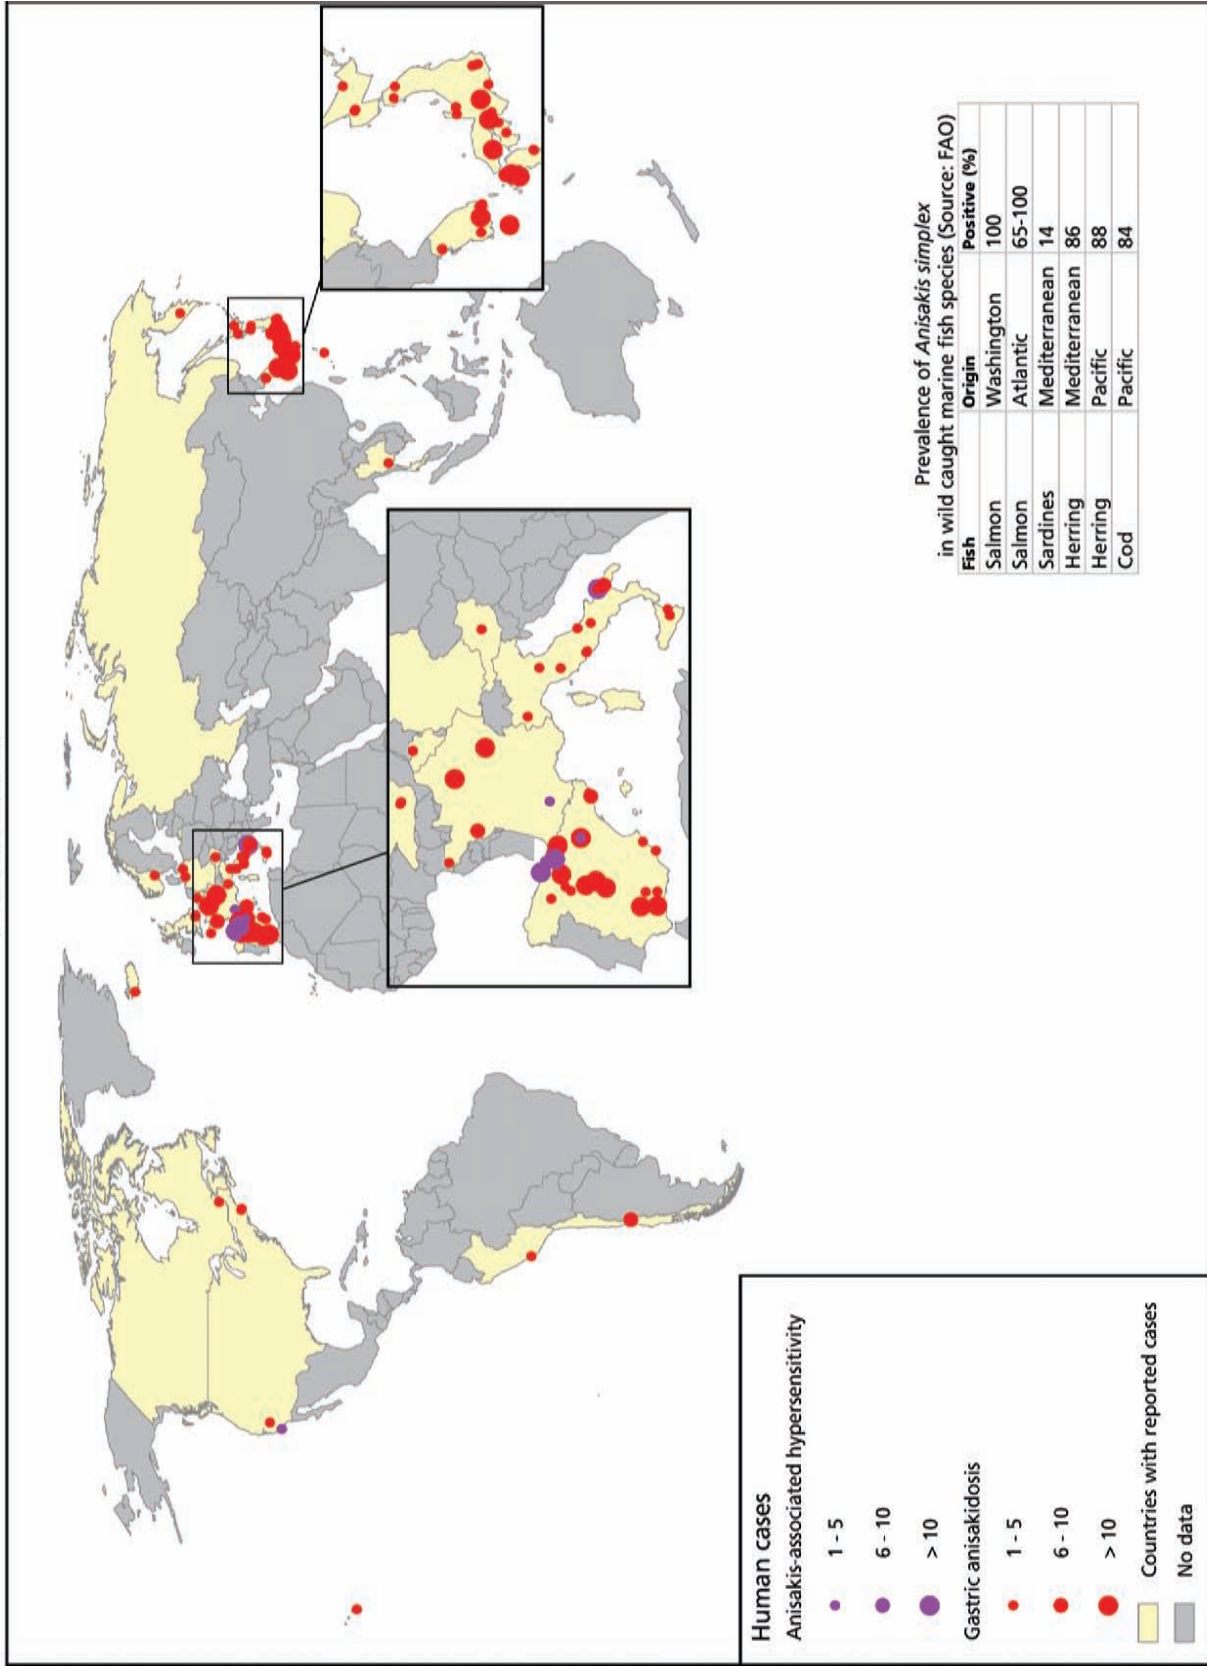 Human cases
Anisakis-associated hypersensitivity
1 - 5
6 - 10
> 10
Gastric anisakidosis
1 - 5
6 - 10
> 10
Countries with reported cases
No data
Prevalence of Anisakis simplex
in wild caught marine fish species (Source: FAO)
Fish Origin Positive (%)
Salmon Washington 100
Salmon Atlantic 65-100
Sardines Mediterranean 14
Herring Mediterranean 86
Herring Pacific 88
Cod Pacific 84